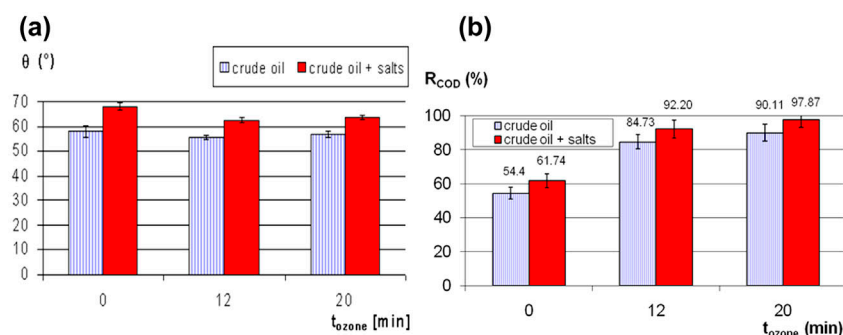 (a)
θ (°)
crude oil crude oil + salts
70
60
50
40
30
20
10
0
0 12 20
t_ozone [min]
(b)
R_COD (%)
100
80
60
40
20
0
crude oil
crude oil + salts
54.4 61.74 84.73 92.20 90.11 97.87
0 12 20
t_ozone (min)